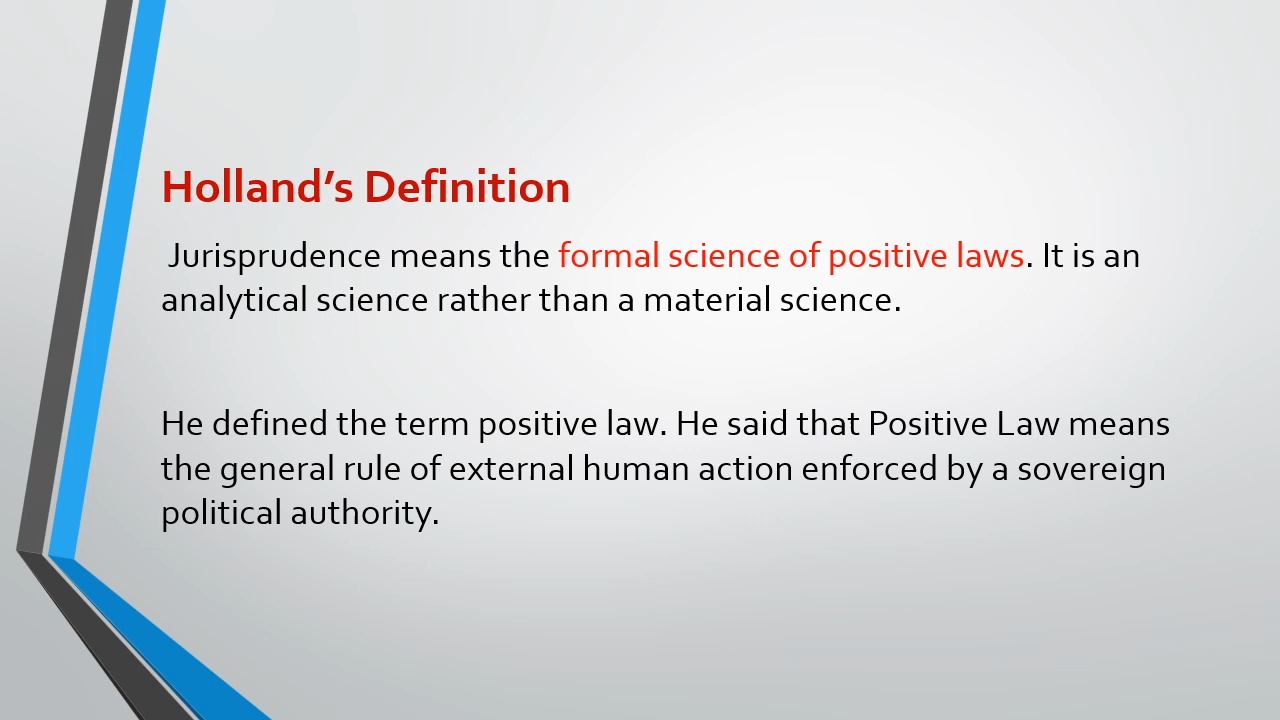 Holland’s Definition
Jurisprudence means the formal science of positive laws. It is an
analytical science rather than a material science.
He defined the term positive law. He said that Positive Law means
the general rule of external human action enforced by a sovereign
political authority.